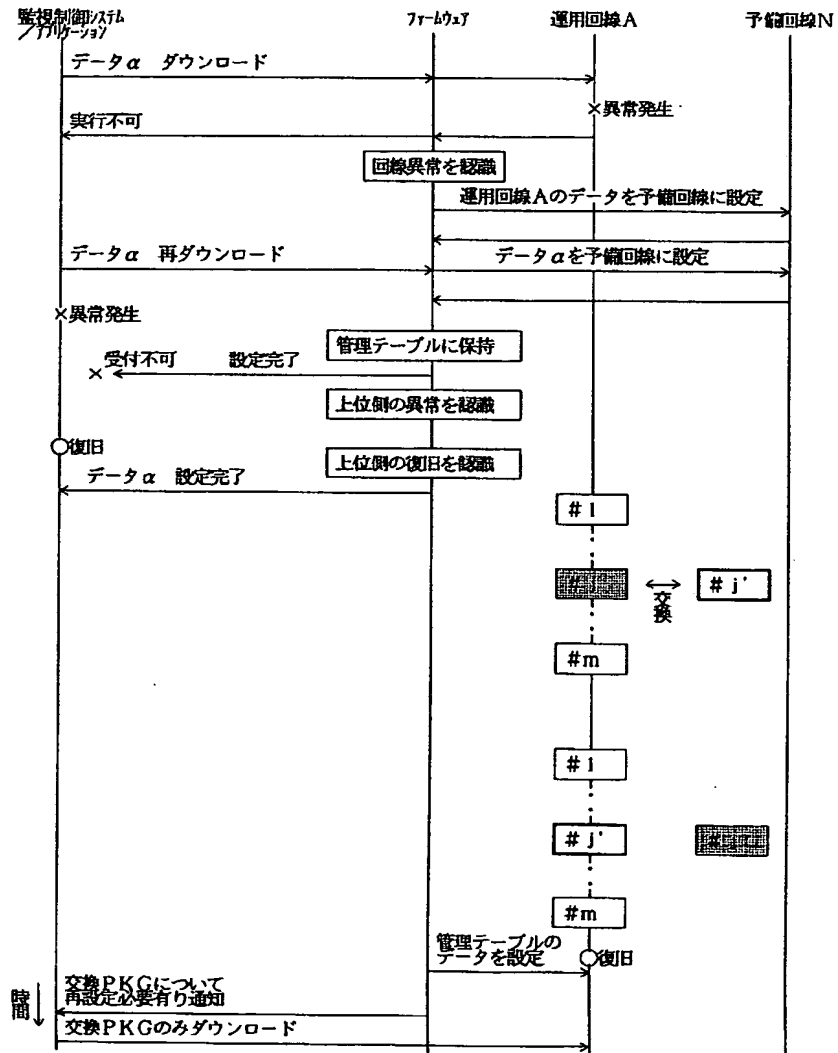 監視制御システム
／アプリケーション
ファームウェア
運用回線A
予備回線N
データα ダウンロード
×異常発生
実行不可
回線異常を認識
運用回線Aのデータを予備回線に設定
データα 再ダウンロード
データαを予備回線に設定
×異常発生
管理テーブルに保持
× 受付不可 設定完了
上位側の異常を認識
復旧
上位側の復旧を認識
データα 設定完了
#1
#j'
交換
#m
#1
#j'
#m
管理テーブルの
データを設定
復旧
時間
交換PKGについて
再設定必要有り通知
交換PKGのみダウンロード